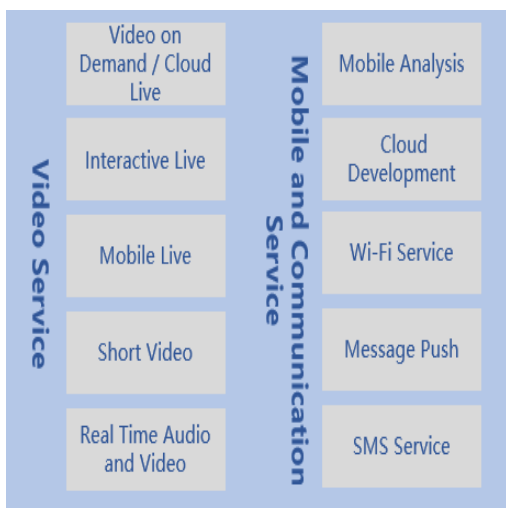 Video Service
Video on
Demand / Cloud
Live
Interactive Live
Mobile Live
Short Video
Real Time Audio
and Video
Mobile and Communication
Service
Mobile Analysis
Cloud
Development
Wi-Fi Service
Message Push
SMS Service